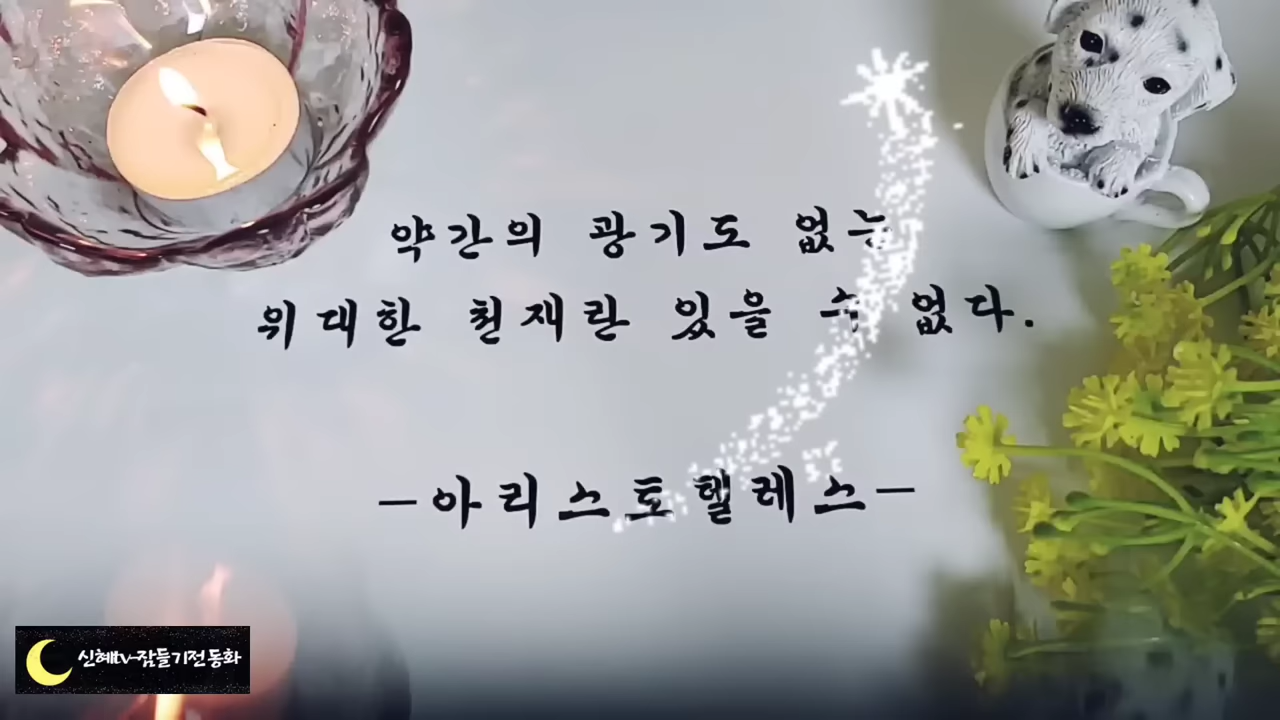 약간의 광기도 없는
위대한 천재란 있을 수 없다.
-아리스토텔레스-
신혜tv-잠들기전동화